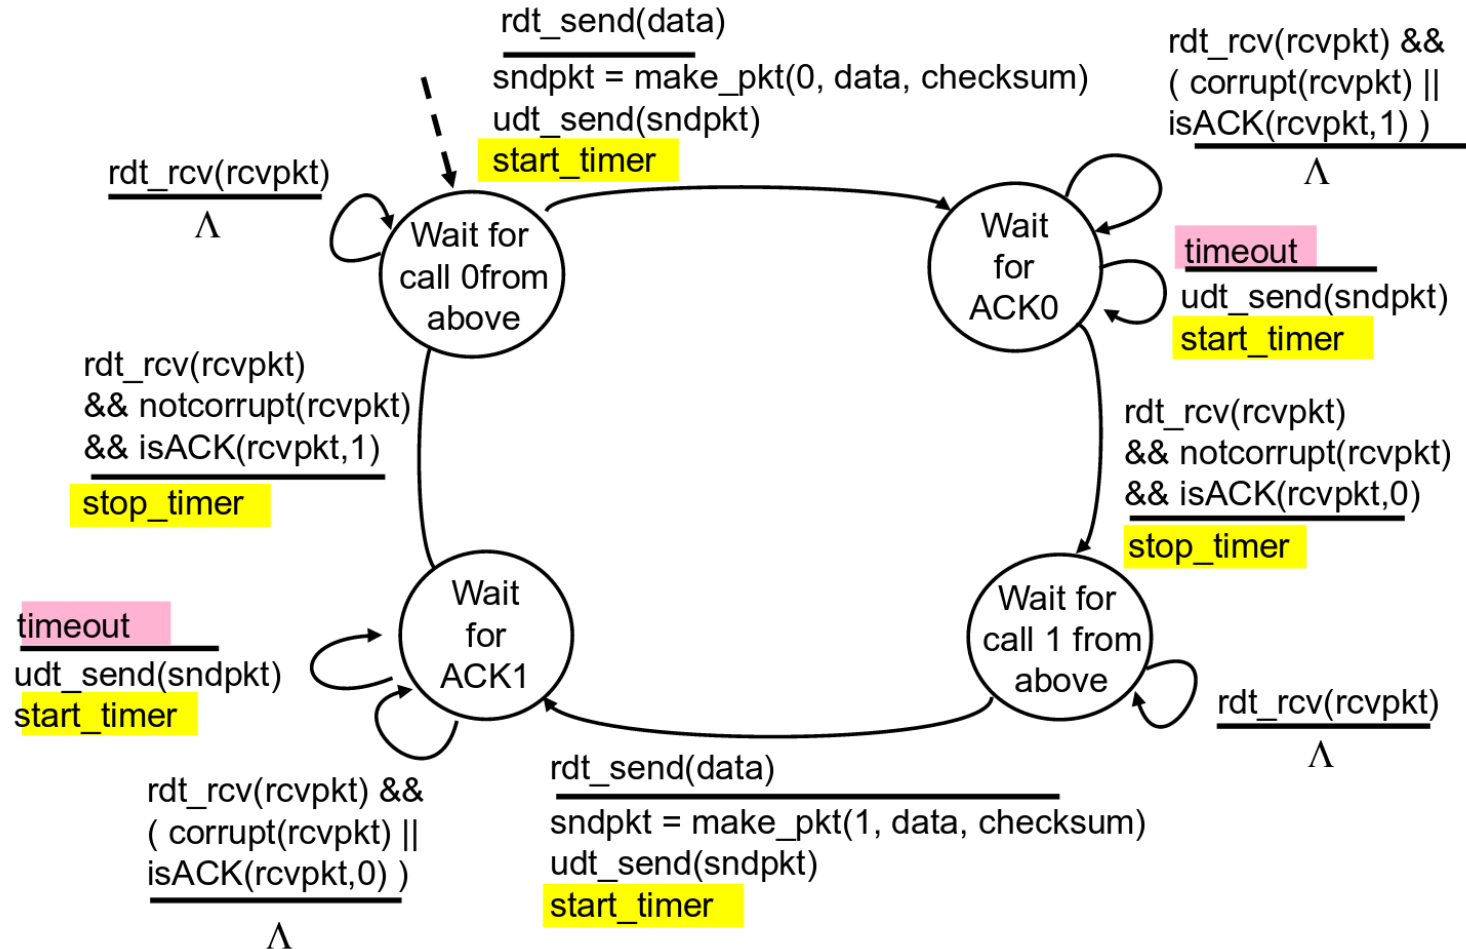 rdt_send(data)
sndpkt = make_pkt(0, data, checksum)
udt_send(sndpkt)
start_timer
rdt_rcv(rcvpkt) &&
( corrupt(rcvpkt) ||
isACK(rcvpkt,1) )
Λ
rdt_rcv(rcvpkt)
Λ
Wait for
call 0from
above
Wait
for
ACK0
timeout
udt_send(sndpkt)
start_timer
rdt_rcv(rcvpkt)
&& notcorrupt(rcvpkt)
&& isACK(rcvpkt,1)
stop_timer
rdt_rcv(rcvpkt)
&& notcorrupt(rcvpkt)
&& isACK(rcvpkt,0)
stop_timer
Wait
for
ACK1
Wait for
call 1 from
above
timeout
udt_send(sndpkt)
start_timer
rdt_rcv(rcvpkt)
Λ
rdt_rcv(rcvpkt) &&
( corrupt(rcvpkt) ||
isACK(rcvpkt,0) )
Λ
rdt_send(data)
sndpkt = make_pkt(1, data, checksum)
udt_send(sndpkt)
start_timer